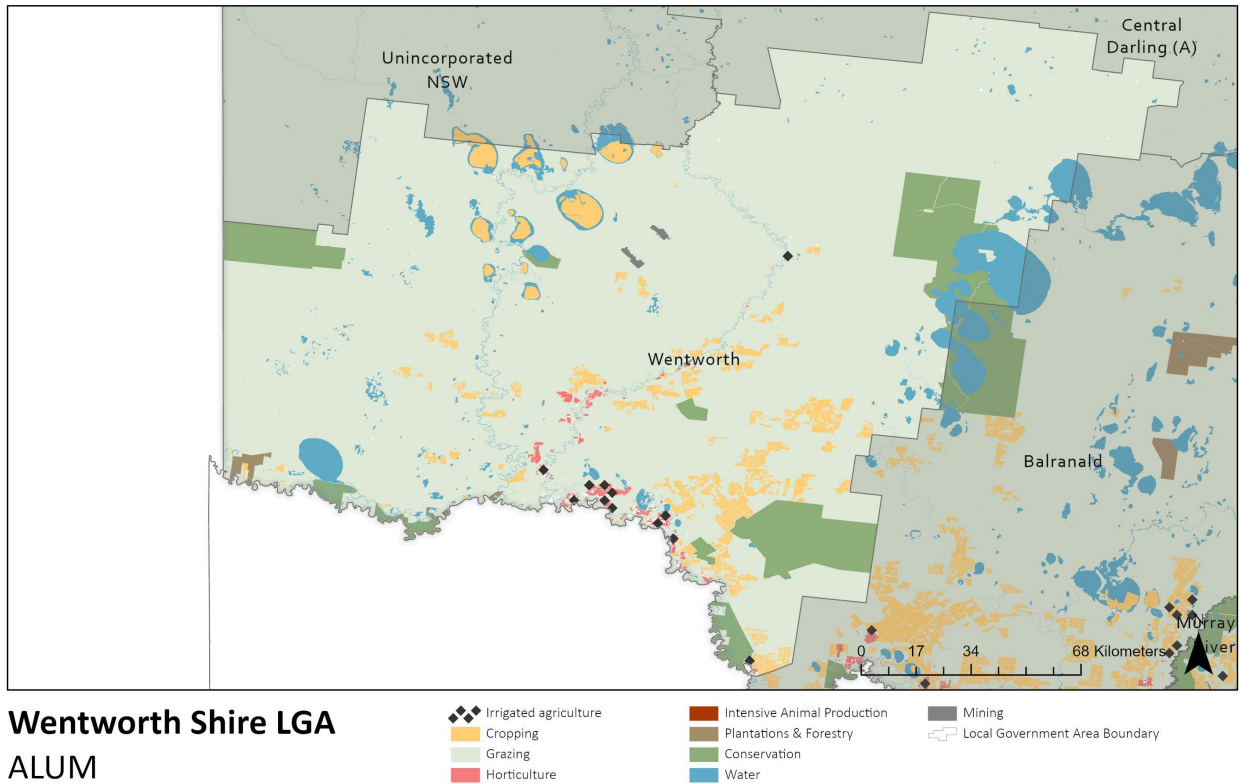 Unincorporated
NSW
Central
Darling (A)
Wentworth
Balranald
Murray
River
0 17 34 68 Kilometers
Wentworth Shire LGA
ALUM
Irrigated agriculture
Cropping
Grazing
Horticulture
Intensive Animal Production
Plantations & Forestry
Conservation
Water
Mining
Local Government Area Boundary